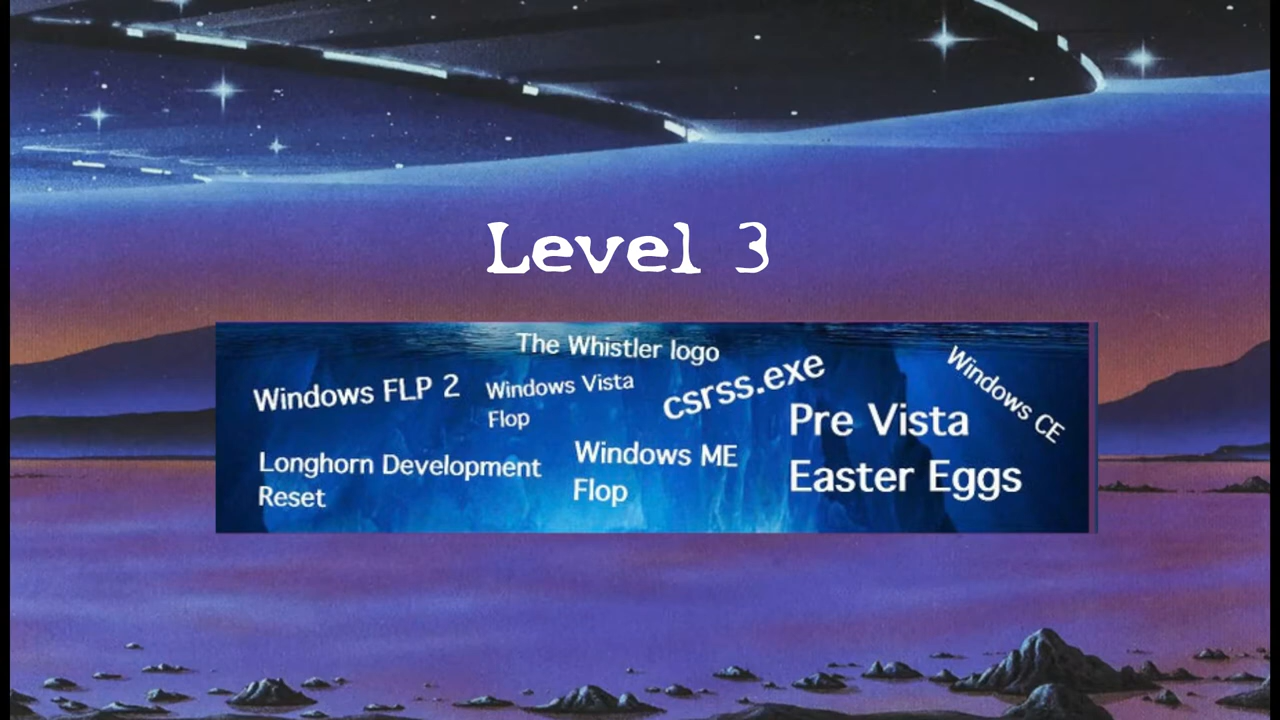 Level 3
The Whistler logo
Windows FLP 2
Windows Vista
Flop
csrss.exe
Windows CE
Pre Vista
Easter Eggs
Longhorn Development
Reset
Windows ME
Flop